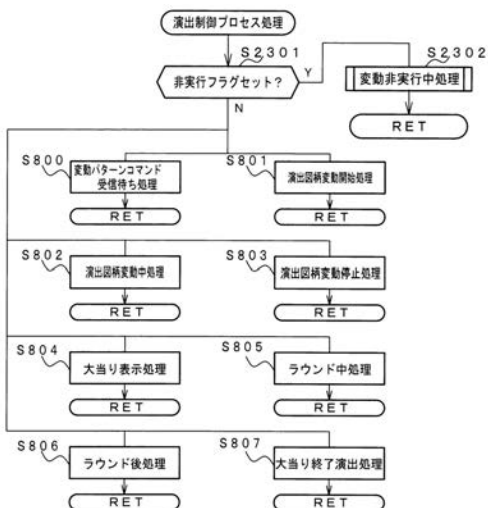 演出制御プロセス処理
S2301
非実行フラグセット？
Y
N
S2302
変動非実行中処理
RET
S800
変動パターンコマンド
受信待ち処理
RET
S801
演出図柄変動開始処理
RET
S802
演出図柄変動中処理
RET
S803
演出図柄変動停止処理
RET
S804
大当り表示処理
RET
S805
ラウンド中処理
RET
S806
ラウンド後処理
RET
S807
大当り終了演出処理
RET